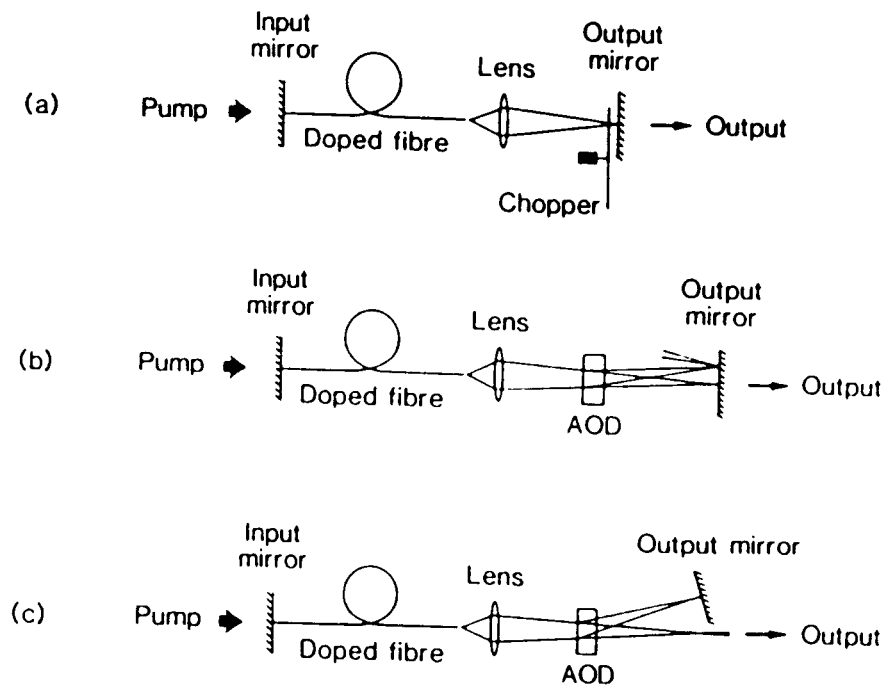 Input
mirror
Output
mirror
Lens
(a)
Pump
Doped fibre
Output
Chopper
Input
mirror
Output
mirror
Lens
(b)
Pump
Doped fibre
AOD
Output
Input
mirror
Output mirror
Lens
(c)
Pump
Doped fibre
AOD
Output